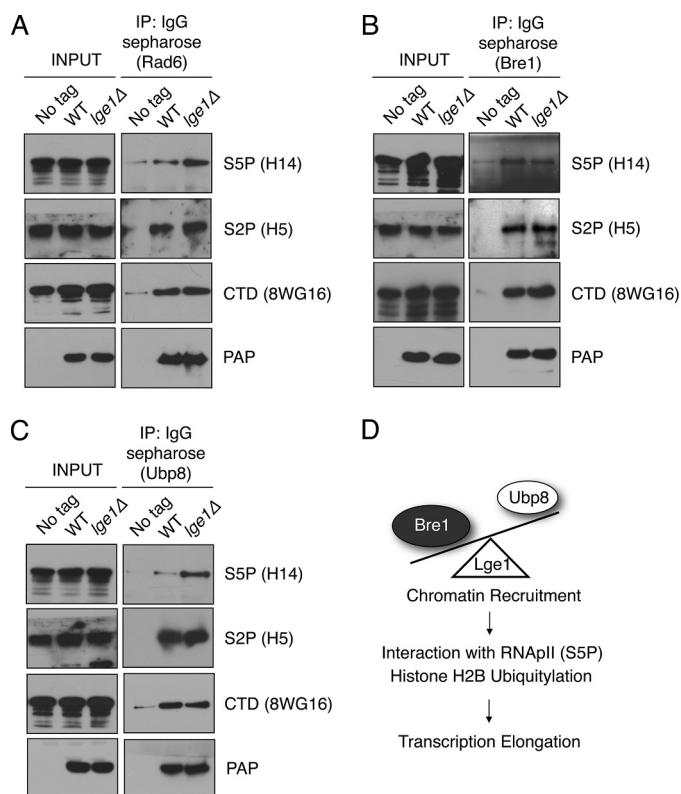 A
IP: IgG
sepharose
(Rad6)
INPUT
No tag
WT
lge1Δ
No tag
WT
lge1Δ
S5P (H14)
S2P (H5)
CTD (8WG16)
PAP
B
IP: IgG
sepharose
(Bre1)
INPUT
No tag
WT
lge1Δ
No tag
WT
lge1Δ
S5P (H14)
S2P (H5)
CTD (8WG16)
PAP
C
IP: IgG
sepharose
(Ubp8)
INPUT
No tag
WT
lge1Δ
No tag
WT
lge1Δ
S5P (H14)
S2P (H5)
CTD (8WG16)
PAP
D
Ubp8
Bre1
Lge1
Chromatin Recruitment
Interaction with RNApII (S5P)
Histone H2B Ubiquitylation
Transcription Elongation